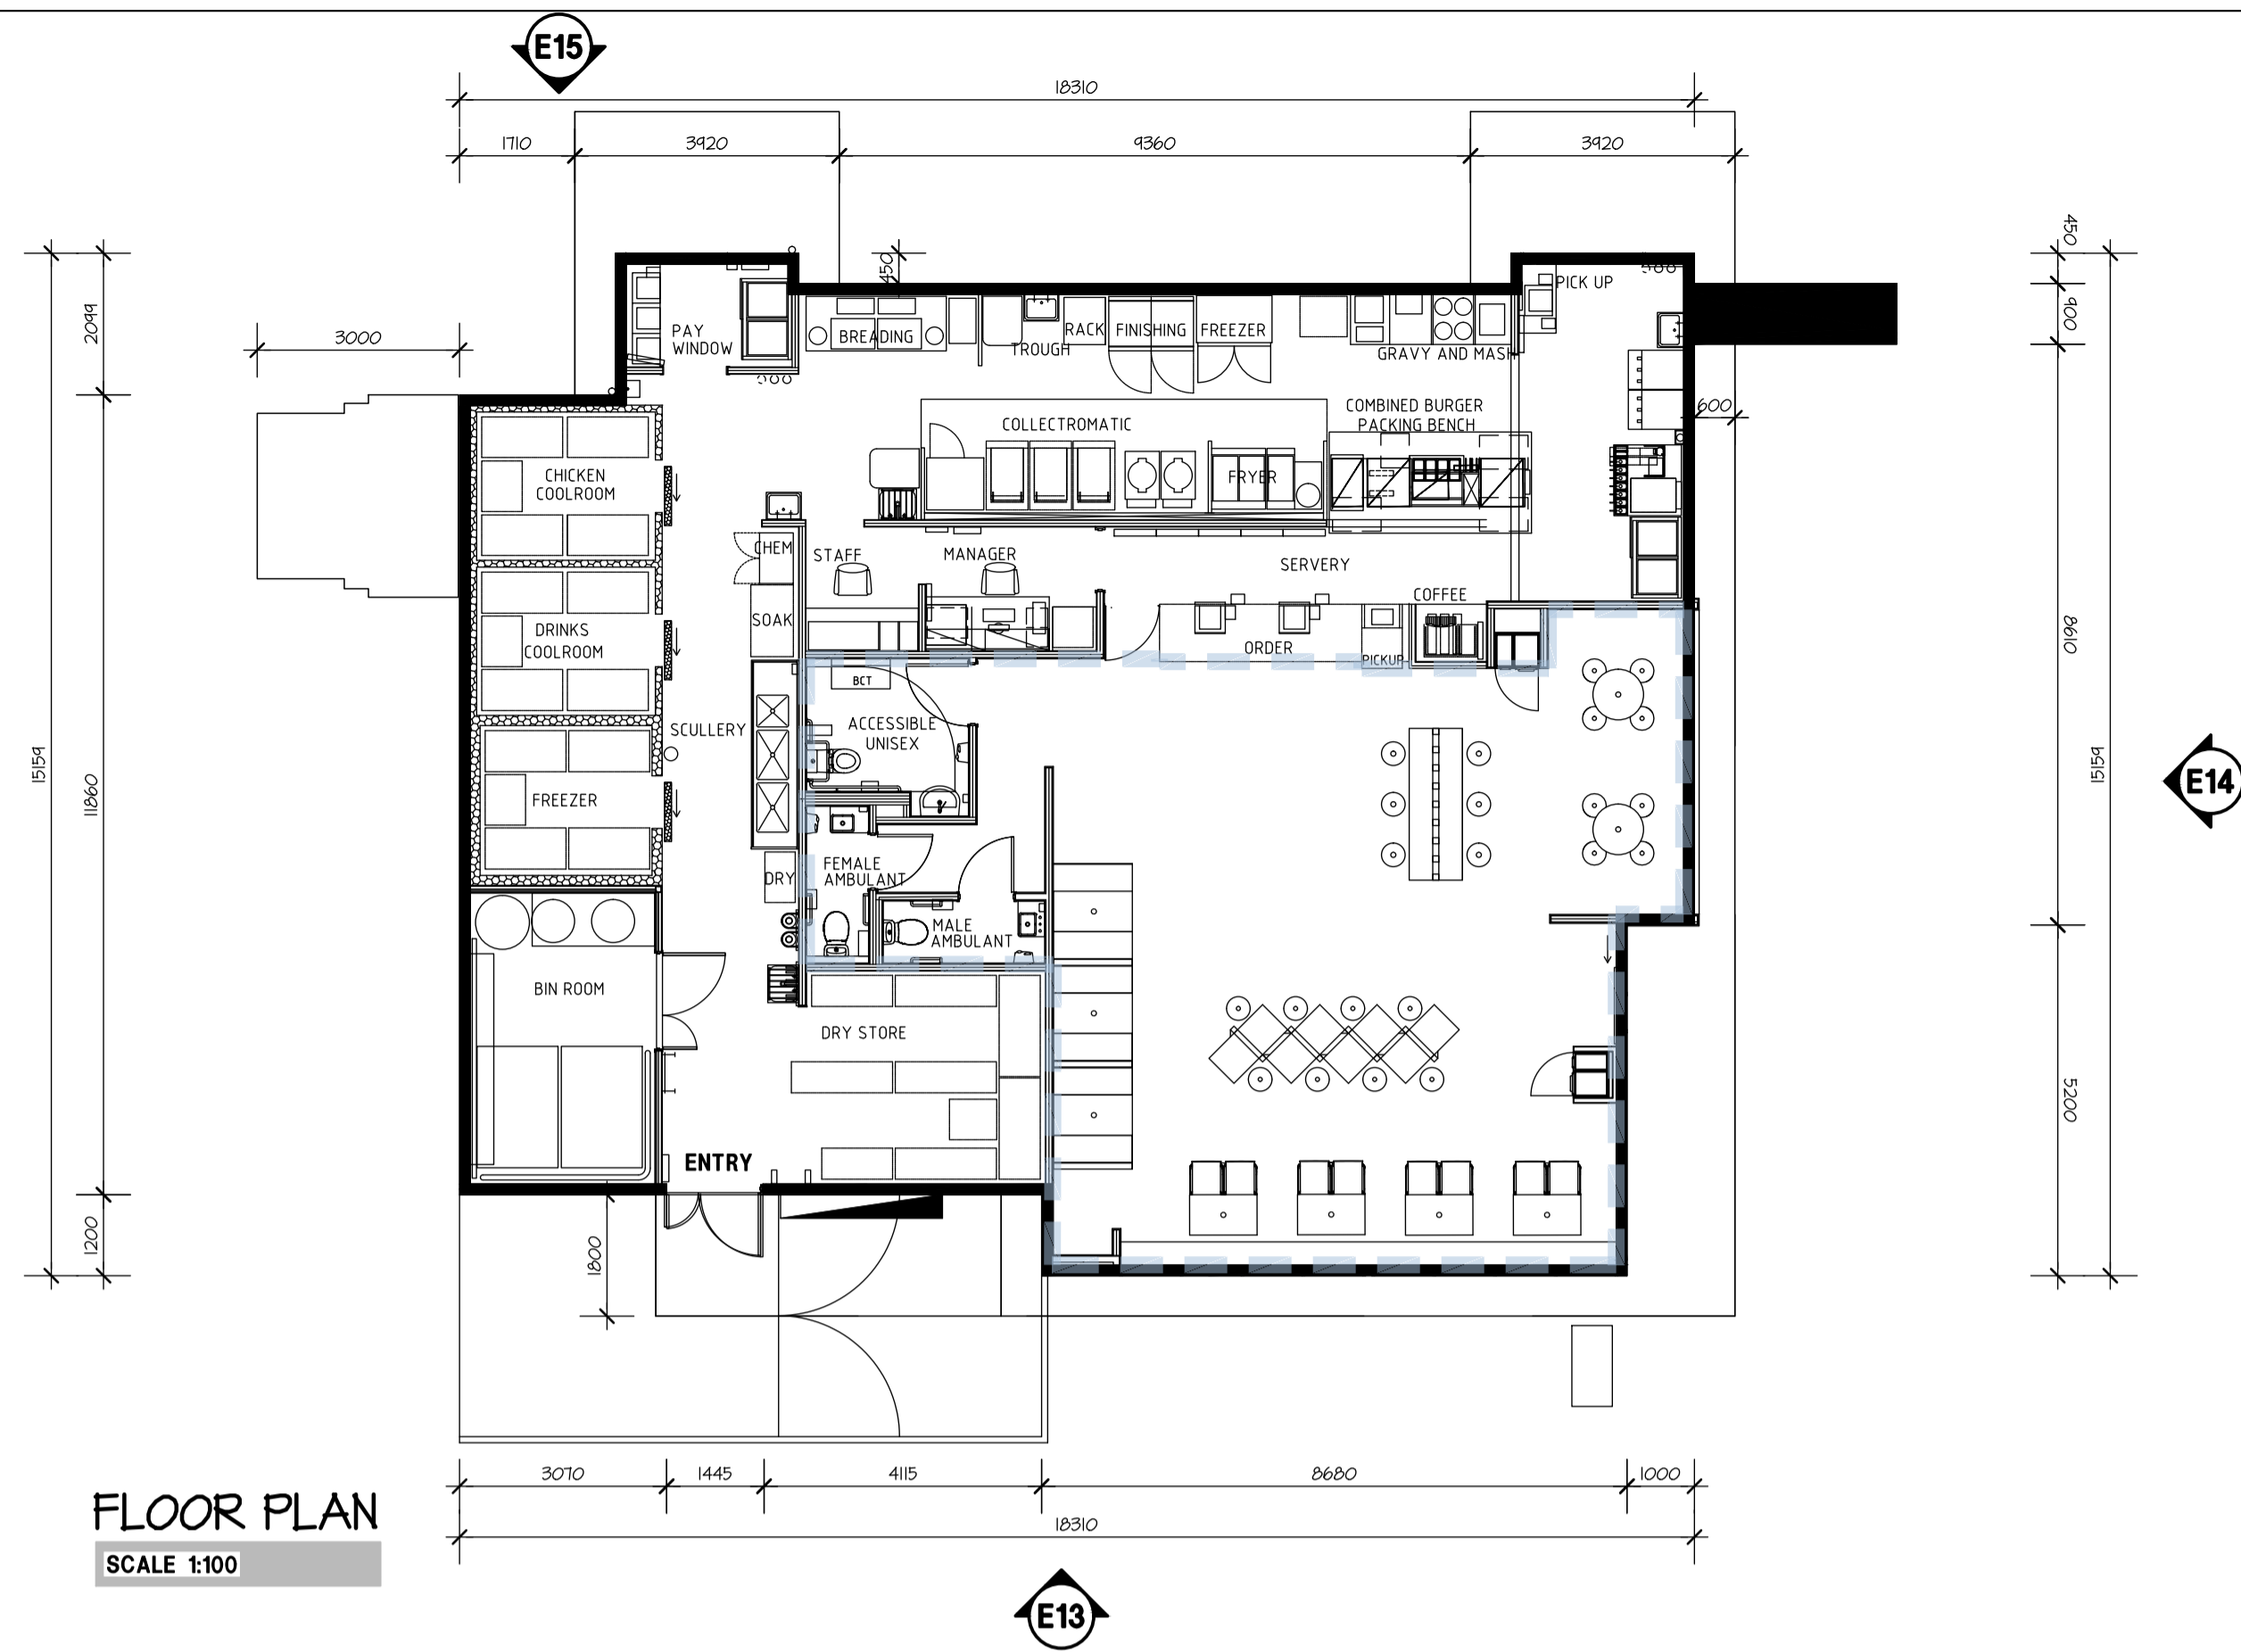 E15
18310
1710
3920
9360
3920
450
2099
3000
450
900
PAY
WINDOW
BREADING
TROUGH
RACK
FINISHING
FREEZER
GRAVY AND MASH
PICK UP
600
COLLECTROMATIC
COMBINED BURGER
PACKING BENCH
CHICKEN
COOLROOM
FRYER
CHEM
STAFF
MANAGER
SERVERY
SOAK
COFFEE
DRINKS
COOLROOM
ORDER
PICKUP
8610
BCT
SCULLERY
ACCESSIBLE
UNISEX
15159
11860
15159
E14
FREEZER
DRY
FEMALE
AMBULANT
MALE
AMBULANT
BIN ROOM
DRY STORE
5200
ENTRY
1200
1800
3070
1445
4115
8680
1000
18310
FLOOR PLAN
SCALE 1:100
E13